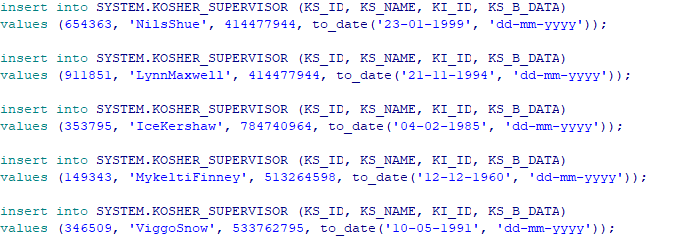 insert into SYSTEM.KOSHER_SUPERVISOR (KS_ID, KS_NAME, KI_ID, KS_B_DATA)
values (654363, 'NilsShue', 414477944, to_date('23-01-1999', 'dd-mm-yyyy'));
insert into SYSTEM.KOSHER_SUPERVISOR (KS_ID, KS_NAME, KI_ID, KS_B_DATA)
values (911851, 'LynnMaxwell', 414477944, to_date('21-11-1994', 'dd-mm-yyyy'));
insert into SYSTEM.KOSHER_SUPERVISOR (KS_ID, KS_NAME, KI_ID, KS_B_DATA)
values (353795, 'IceKershaw', 784740964, to_date('04-02-1985', 'dd-mm-yyyy'));
insert into SYSTEM.KOSHER_SUPERVISOR (KS_ID, KS_NAME, KI_ID, KS_B_DATA)
values (149343, 'MykeltiFinney', 513264598, to_date('12-12-1960', 'dd-mm-yyyy'));
insert into SYSTEM.KOSHER_SUPERVISOR (KS_ID, KS_NAME, KI_ID, KS_B_DATA)
values (346509, 'ViggoSnow', 533762795, to_date('10-05-1991', 'dd-mm-yyyy'));